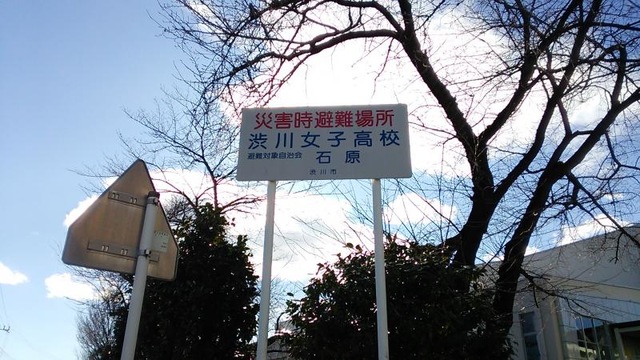 災害時避難場所
渋川女子高校
避難対象自治会 石原
渋川市